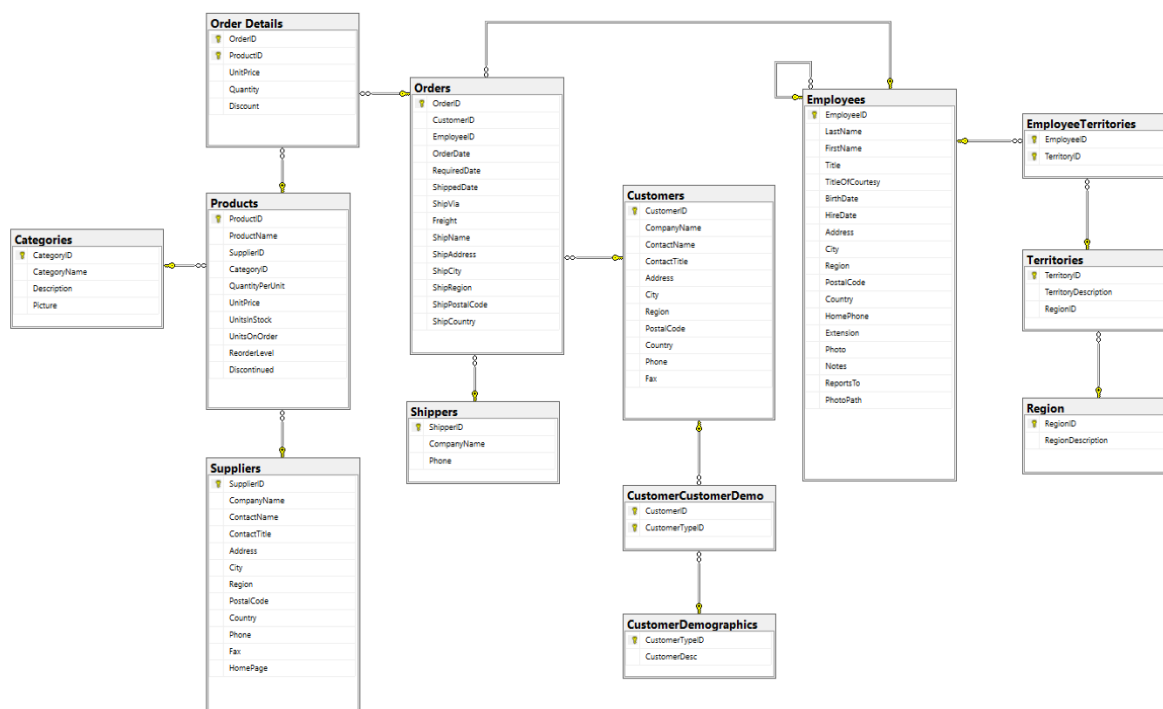 Order Details
OrderID
ProductID
UnitPrice
Quantity
Discount
Orders
OrderID
CustomerID
EmployeeID
OrderDate
RequiredDate
ShippedDate
ShipVia
Freight
ShipName
ShipAddress
ShipCity
ShipRegion
ShipPostalCode
ShipCountry
Employees
EmployeeID
LastName
FirstName
Title
TitleOfCourtesy
BirthDate
HireDate
Address
City
Region
PostalCode
Country
HomePhone
Extension
Photo
Notes
ReportsTo
PhotoPath
EmployeeTerritories
EmployeeID
TerritoryID
Products
ProductID
ProductName
SupplierID
CategoryID
QuantityPerUnit
UnitPrice
UnitsInStock
UnitsOnOrder
ReorderLevel
Discontinued
Customers
CustomerID
CompanyName
ContactName
ContactTitle
Address
City
Region
PostalCode
Country
Phone
Fax
Categories
CategoryID
CategoryName
Description
Picture
Territories
TerritoryID
TerritoryDescription
RegionID
Shippers
ShipperID
CompanyName
Phone
Region
RegionID
RegionDescription
Suppliers
SupplierID
CompanyName
ContactName
ContactTitle
Address
City
Region
PostalCode
Country
Phone
Fax
HomePage
CustomerCustomerDemo
CustomerID
CustomerTypeID
CustomerDemographics
CustomerTypeID
CustomerDesc